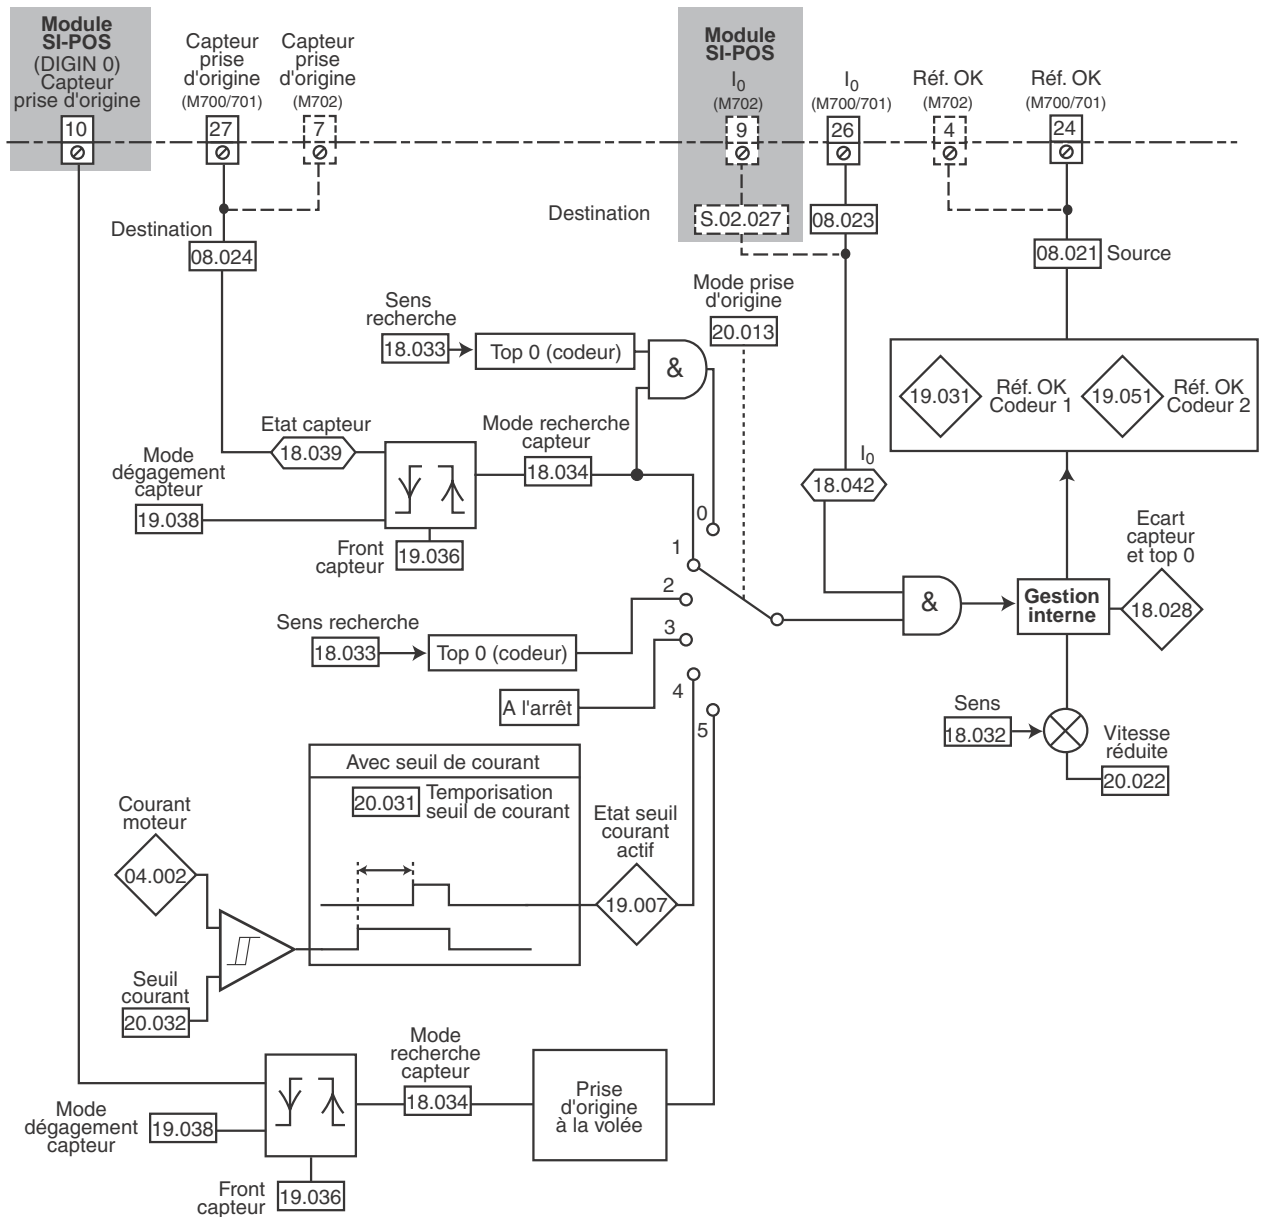 Module
SI-POS
(DIGIN 0)
Capteur
prise d'origine
10
Capteur
prise
d'origine
(M700/701)
27
Capteur
prise
d'origine
(M702)
7
Module
SI-POS
I0
(M702)
9
I0
(M700/701)
26
Réf. OK
(M702)
4
Réf. OK
(M700/701)
24
Destination
08.024
Destination
S.02.027
08.023
08.021
Source
Sens
recherche
18.033
Top 0 (codeur)
&
Mode prise
d'origine
20.013
19.031
Réf. OK
Codeur 1
19.051
Réf. OK
Codeur 2
Etat capteur
18.039
Mode
dégagement
capteur
19.038
Mode recherche
capteur
18.034
Front
capteur
19.036
I0
18.042
0
1
2
3
4
5
Sens recherche
18.033
Top 0 (codeur)
A l'arrêt
&
Gestion
interne
Ecart
capteur
et top 0
18.028
Sens
18.032
Vitesse
réduite
20.022
Avec seuil de courant
20.031
Temporisation
seuil de courant
Courant
moteur
04.002
Seuil
courant
20.032
Etat seuil
courant
actif
19.007
Mode
dégagement
capteur
19.038
Front
capteur
19.036
Mode
recherche
capteur
18.034
Prise
d'origine
à la volée